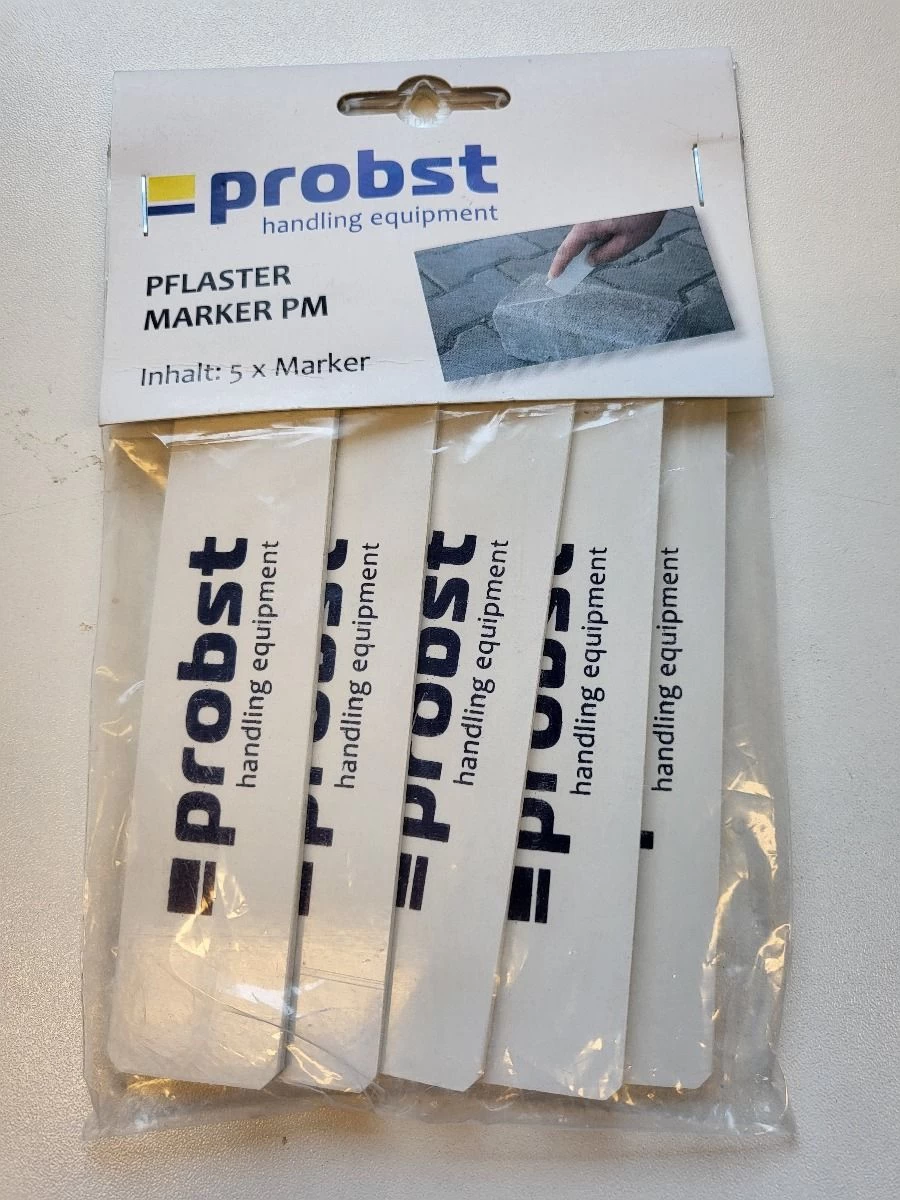 probst
handling equipment
PFLASTER
MARKER PM
Inhalt: 5 x Marker
probst
handling equipment
probst
handling equipment
probst
handling equipment
probst
handling equipment
handling equipment